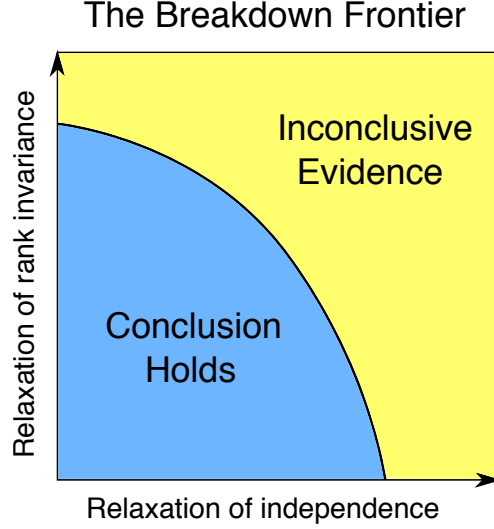 The Breakdown Frontier
Relaxation of rank invariance
Inconclusive
Evidence
Conclusion
Holds
Relaxation of independence